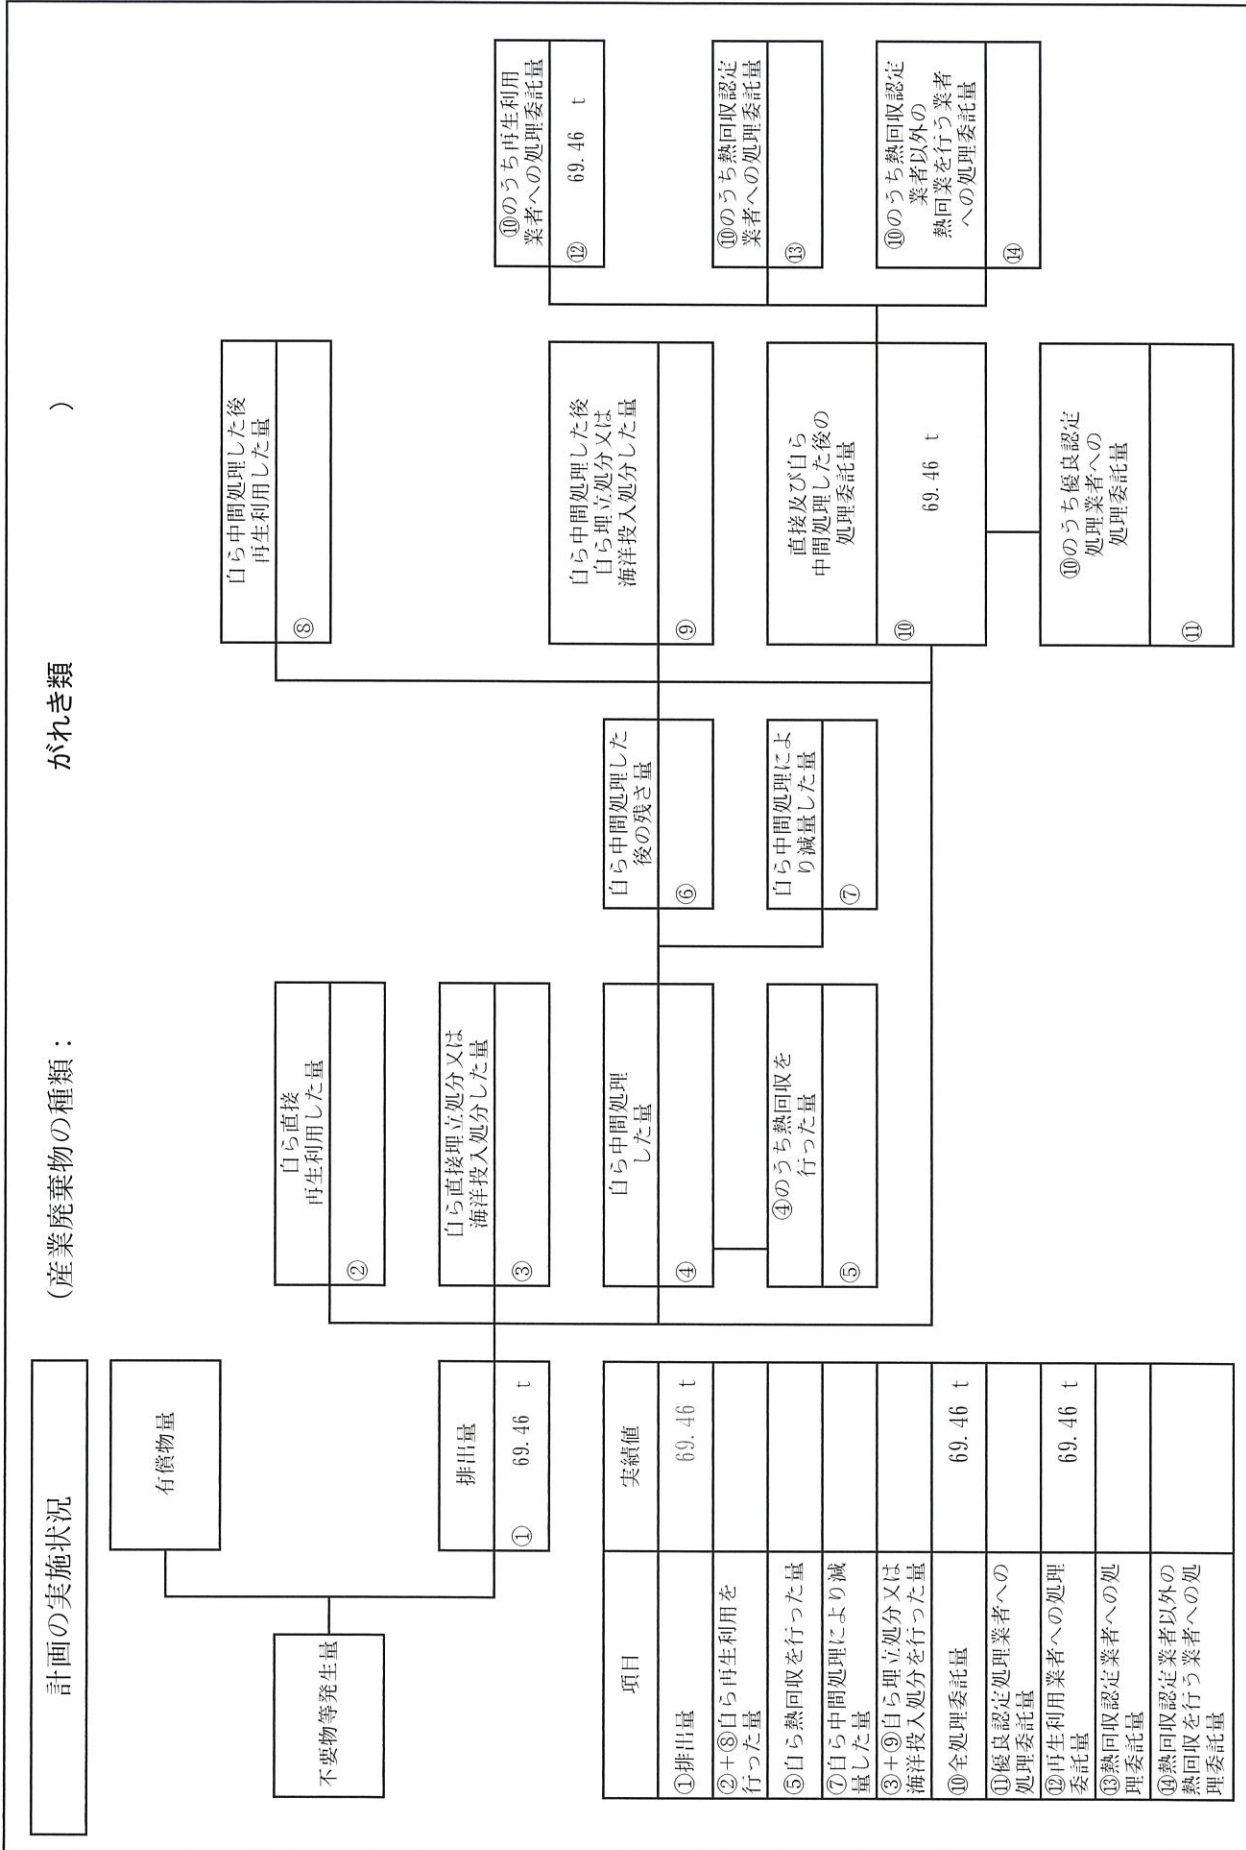 計画の実施状況
(産業廃棄物の種類：
がれき類
)
不要物等発生量
有償物量
排出量
① 69.46 t
自ら直接
再生利用した量
②
自ら直接埋立処分又は
海洋投入処分した量
③
自ら中間処理
した量
④
④のうち熱回収を
行った量
⑤
自ら中間処理した
後の残さ量
⑥
自ら中間処理によ
り減量した量
⑦
自ら中間処理した後
再生利用した量
⑧
自ら中間処理した後
自ら埋立処分又は
海洋投入処分した量
⑨
直接及び自ら
中間処理した後の
処理委託量
69.46 t
⑩
⑩のうち優良認定
処理業者への
処理委託量
⑪
⑩のうち再生利用
業者への処理委託量
⑫ 69.46 t
⑩のうち熱回収認定
業者への処理委託量
⑬
⑩のうち熱回収認定
業者以外の
熱回業を行う業者
への処理委託量
⑭
項目
実績値
①排出量
69.46 t
②+⑧自ら再生利用を
行った量
⑤自ら熱回収を行った量
⑦自ら中間処理により減
量した量
③+⑨自ら埋立処分又は
海洋投入処分を行った量
⑩全処理委託量
69.46 t
⑪優良認定処理業者への
処理委託量
⑫再生利用業者への処理
委託量
69.46 t
⑬熱回収認定業者への処
理委託量
⑭熱回収認定業者以外の
熱回収を行う業者への処
理委託量